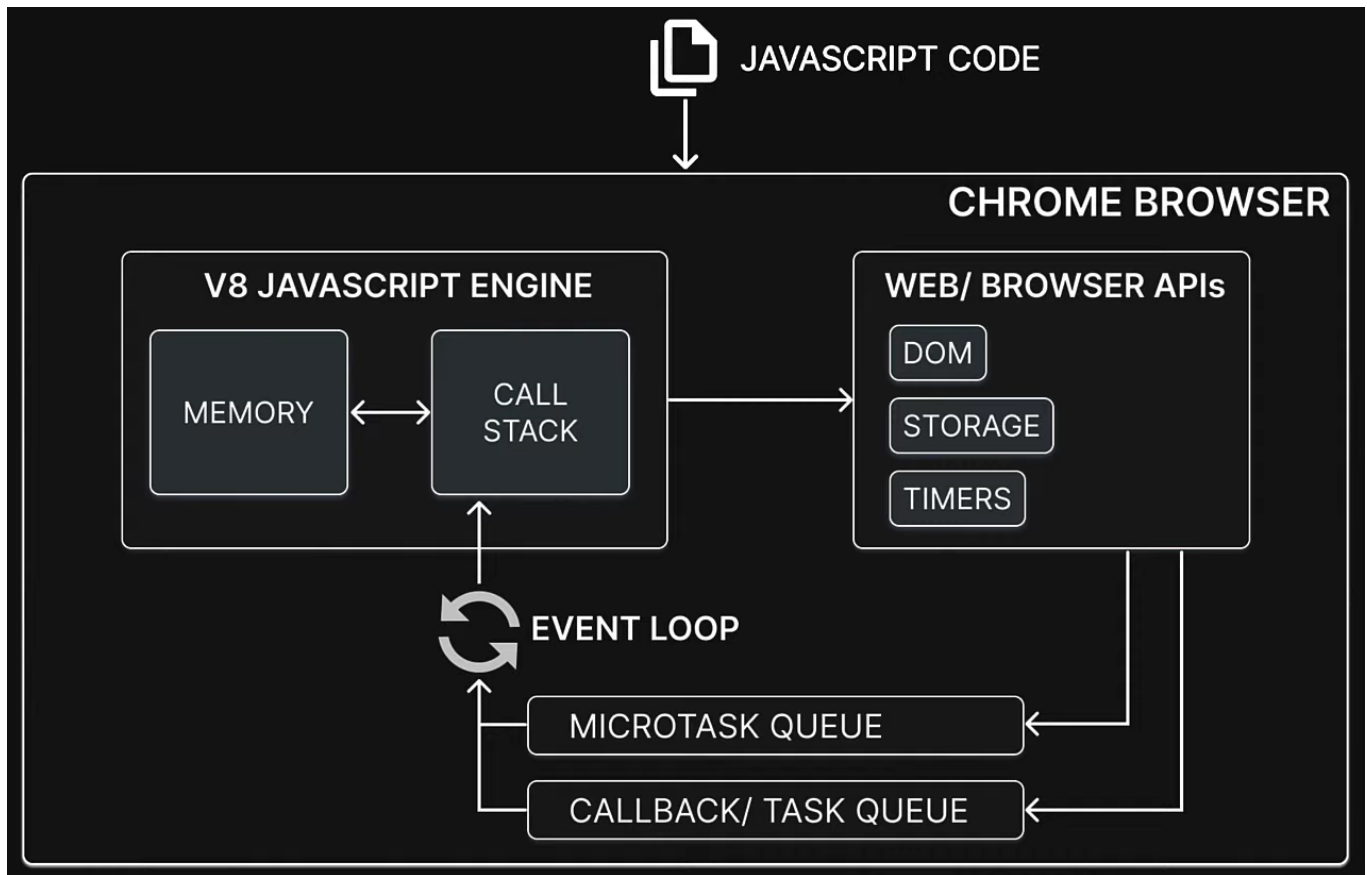 JAVASCRIPT CODE
CHROME BROWSER
V8 JAVASCRIPT ENGINE
MEMORY
CALL
STACK
WEB/ BROWSER APIs
DOM
STORAGE
TIMERS
EVENT LOOP
MICROTASK QUEUE
CALLBACK/ TASK QUEUE